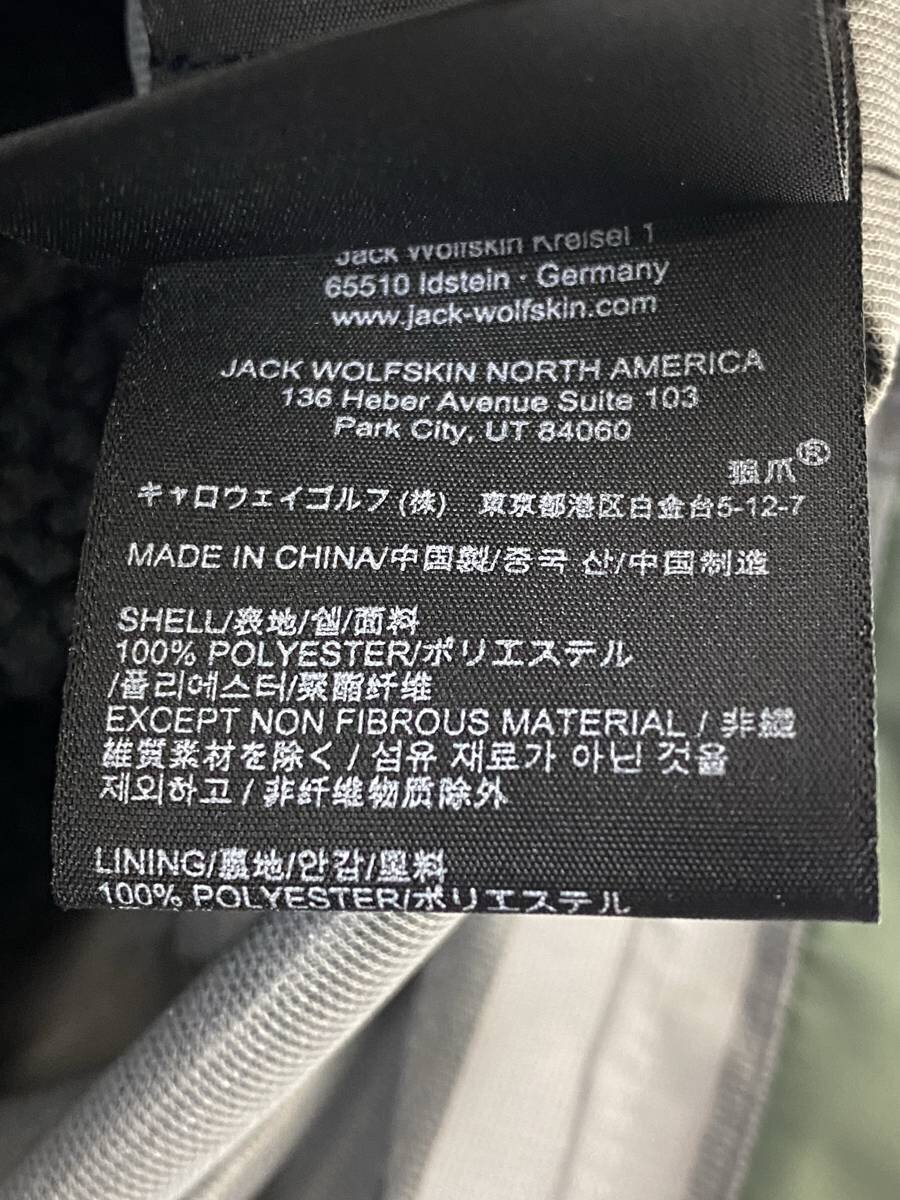 Jack Wolfskin Kreisel 1
65510 Idstein · Germany
www.jack-wolfskin.com
JACK WOLFSKIN NORTH AMERICA
136 Heber Avenue Suite 103
Park City, UT 84060
狼爪®
キャロウェイゴルフ(株) 東京都港区白金台5-12-7
MADE IN CHINA/中国製/중국 산/中国制造
SHELL/表地/쉘/面料
100% POLYESTER/ポリエステル
/폴리에스터/聚酯纤维
EXCEPT NON FIBROUS MATERIAL / 非繊
維質素材を除く / 섬유 재료가 아닌 것을
제외하고 / 非纤维物质除外
LINING/裏地/안감/里料
100% POLYESTER/ポリエステル